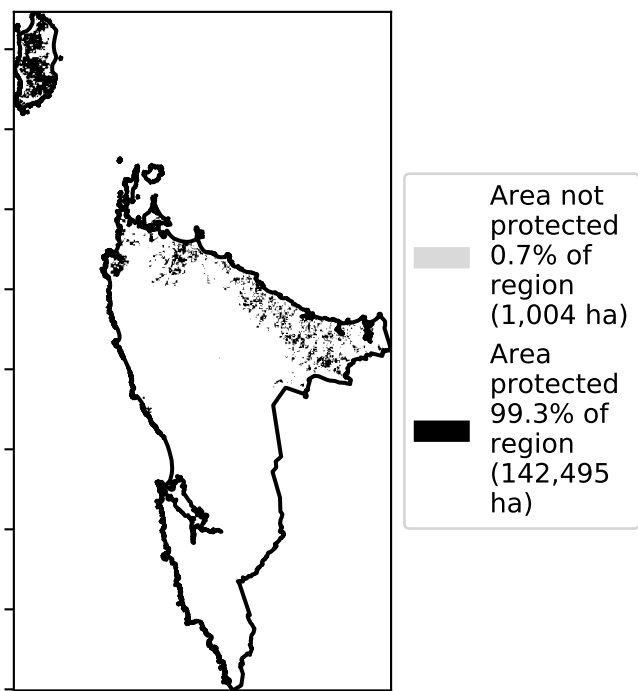 Area not
protected
0.7% of
region
(1,004 ha)
Area
protected
99.3% of
region
(142,495
ha)